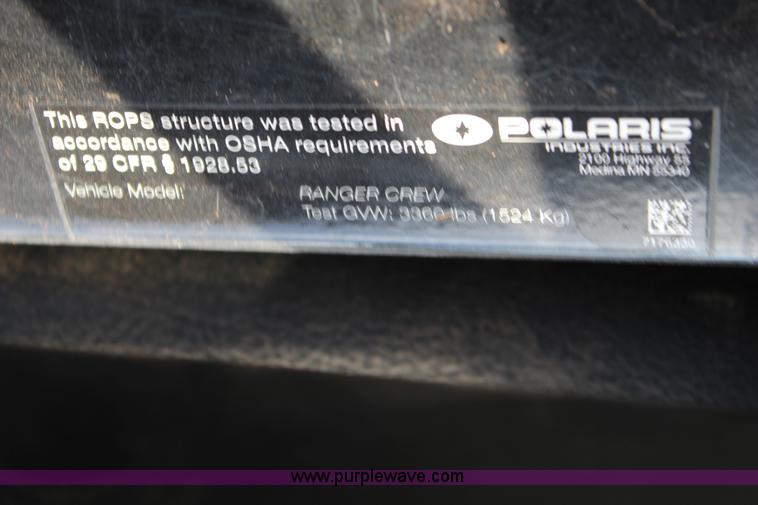 This ROPS structure was tested in
accordance with OSHA requirements
of 29 CFR § 1928.53
POLARIS
INDUSTRIES INC.
2100 Highway 55
Medina MN 55340
Vehicle Model: RANGER CREW
Test GVW: 3360 lbs (1524 Kg)
www.purplewave.com